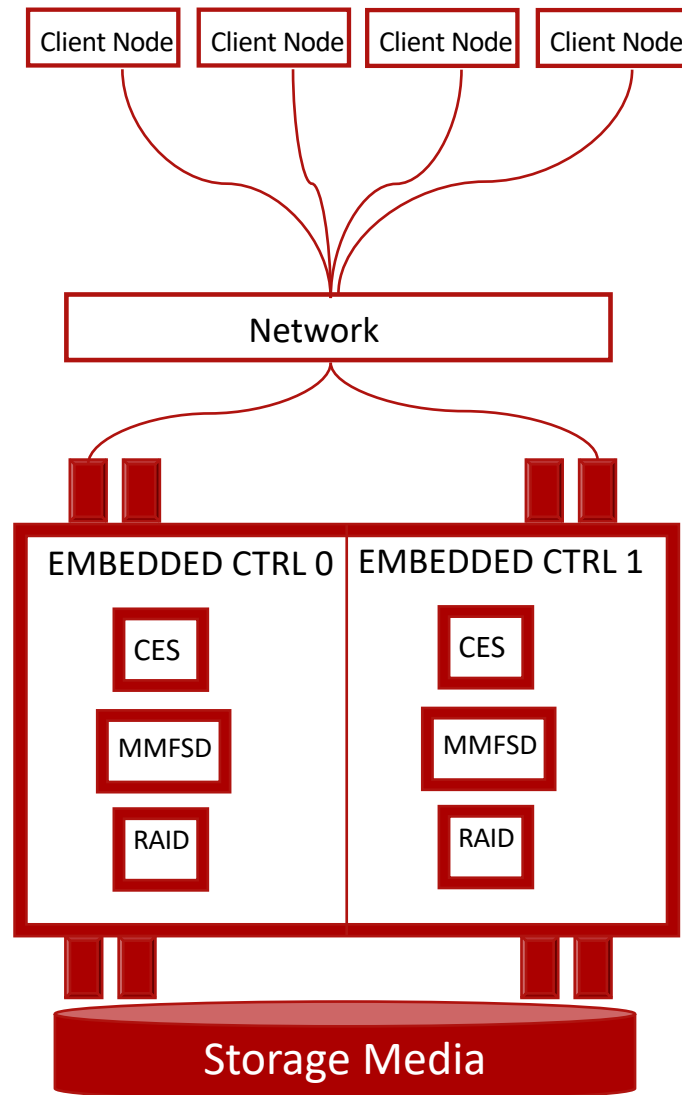 Client Node
Client Node
Client Node
Client Node
Network
EMBEDDED CTRL 0
EMBEDDED CTRL 1
CES
CES
MMFSD
MMFSD
RAID
RAID
Storage Media